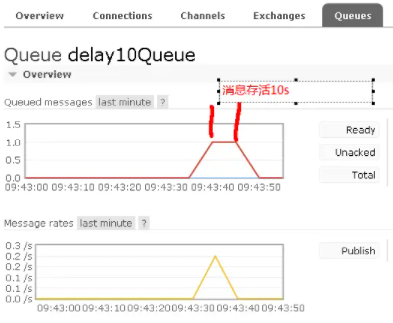 Overview Connections Channels Exchanges Queues
Queue delay10Queue
Overview
消息存活10s
Queued messages last minute ?
1.5
1.0
0.5
0.0
09:43:00 09:43:10 09:43:20 09:43:30 09:43:40 09:43:50
Ready
Unacked
Total
Message rates last minute ?
0.3 /s
0.2 /s
0.2 /s
0.1 /s
0.1 /s
0.0 /s
09:43:00 09:43:10 09:43:20 09:43:30 09:43:40 09:43:50
Publish